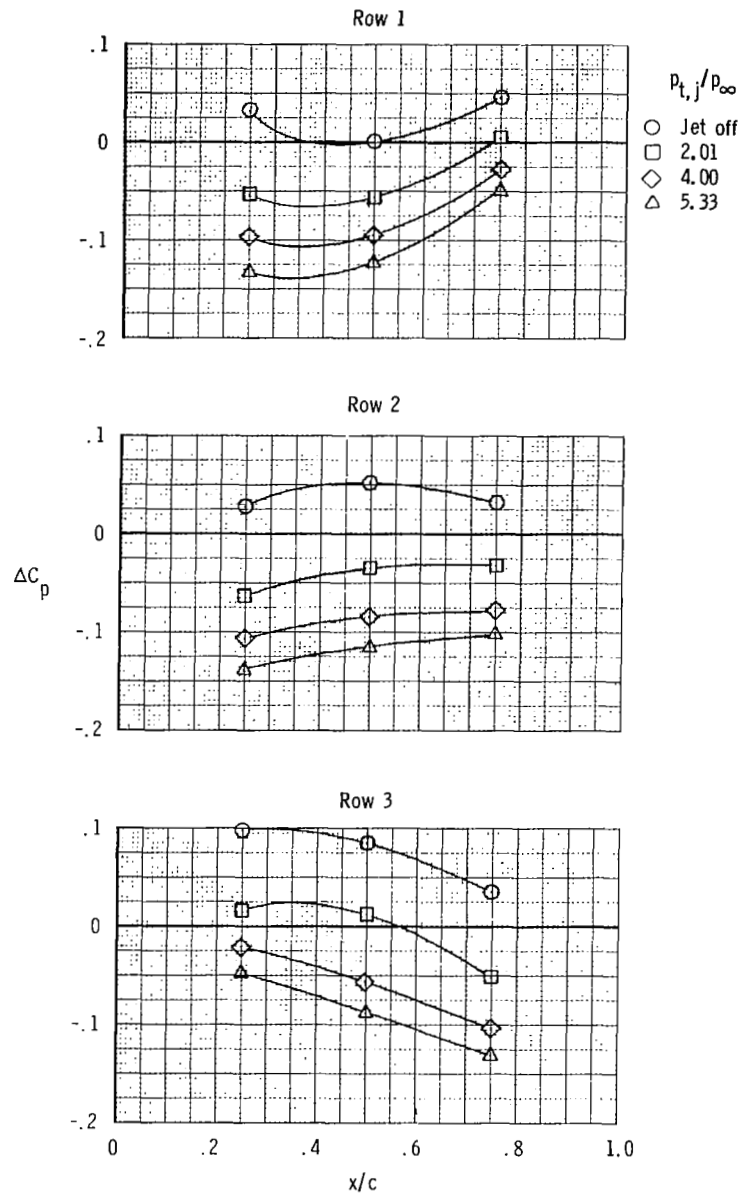 Row 1
.1
0
-.1
-.2
p_t,j/p_∞
Jet off
2.01
4.00
5.33
Row 2
.1
0
-.1
-.2
ΔC_p
Row 3
.1
0
-.1
-.2
0 .2 .4 .6 .8 1.0
x/c